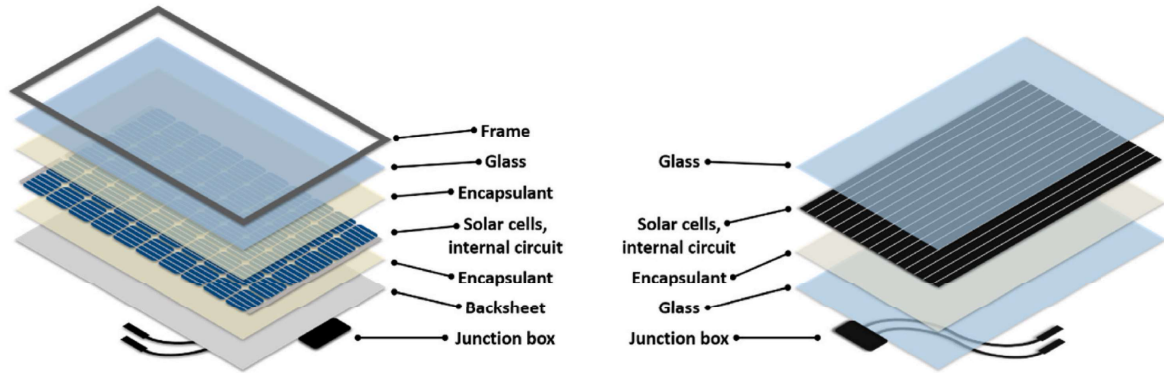 Frame
Glass
Encapsulant
Solar cells,
internal circuit
Encapsulant
Backsheet
Junction box
Glass
Solar cells,
internal circuit
Encapsulant
Glass
Junction box